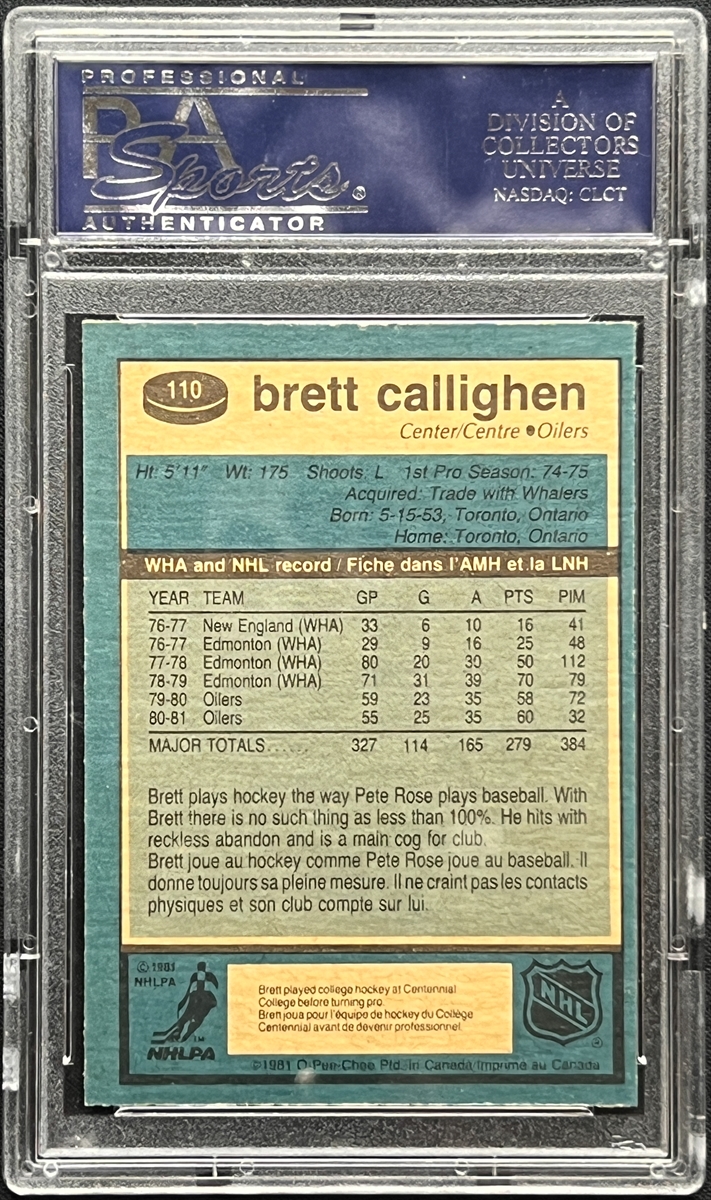 PROFESSIONAL
PSA
Sports®
AUTHENTICATOR
A
DIVISION OF
COLLECTORS
UNIVERSE
NASDAQ: CLCT
110 brett callighen
Center/Centre • Oilers
Ht: 5'11" Wt: 175 Shoots: L 1st Pro Season: 74-75
Acquired: Trade with Whalers
Born: 5-15-53, Toronto, Ontario
Home: Toronto, Ontario
WHA and NHL record / Fiche dans l'AMH et la LNH
YEAR TEAM GP G A PTS PIM
76-77 New England (WHA) 33 6 10 16 41
76-77 Edmonton (WHA) 29 9 16 25 48
77-78 Edmonton (WHA) 80 20 30 50 112
78-79 Edmonton (WHA) 71 31 39 70 79
79-80 Oilers 59 23 35 58 72
80-81 Oilers 55 25 35 60 32
MAJOR TOTALS...... 327 114 165 279 384
Brett plays hockey the way Pete Rose plays baseball. With
Brett there is no such thing as less than 100%. He hits with
reckless abandon and is a main cog for club.
Brett joue au hockey comme Pete Rose joue au baseball. Il
donne toujours sa pleine mesure. Il ne craint pas les contacts
physiques et son club compte sur lui.
© 1981
NHLPA
TM
NHLPA
Brett played college hockey at Centennial
College before turning pro.
Brett joua pour l'équipe de hockey du Collège
Centennial avant de devenir professionnel.
NHL
®
©1981 O-Pee-Chee Ptd. in Canada/Imprimé au Canada